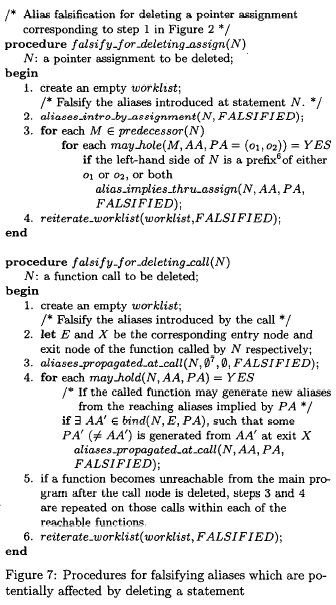 /* Alias falsification for deleting a pointer assignment
corresponding to step 1 in Figure 2 */
procedure falsify_for_deleting_assign(N)
N: a pointer assignment to be deleted;
begin
1. create an empty worklist;
/* Falsify the aliases introduced at statement N. */
2. aliases_intro_by_assignment(N, FALSIFIED);
3. for each M ∈ predecessor(N)
for each may_hole(M, AA, PA = (o₁, o₂)) = YES
if the left-hand side of N is a prefix⁶of either
o₁ or o₂, or both
alias_implies_thru_assign(N, AA, PA,
FALSIFIED);
4. reiterate_worklist(worklist,FALSIFIED);
end
procedure falsify_for_deleting_call(N)
N: a function call to be deleted;
begin
1. create an empty worklist;
/* Falsify the aliases introduced by the call */
2. let E and X be the corresponding entry node and
exit node of the function called by N respectively;
3. aliases_propagated_at_call(N, ∅⁷, ∅, FALSIFIED);
4. for each may_hold(N, AA, PA) = YES
/* If the called function may generate new aliases
from the reaching aliases implied by PA */
if ∃ AA' ∈ bind(N, E, PA), such that some
PA' (≠ AA') is generated from AA' at exit X
aliases_propagated_at_call(N, AA, PA,
FALSIFIED);
5. if a function becomes unreachable from the main pro-
gram after the call node is deleted, steps 3 and 4
are repeated on those calls within each of the
reachable functions.
6. reiterate_worklist(worklist, FALSIFIED);
end
Figure 7: Procedures for falsifying aliases which are po-
tentially affected by deleting a statement